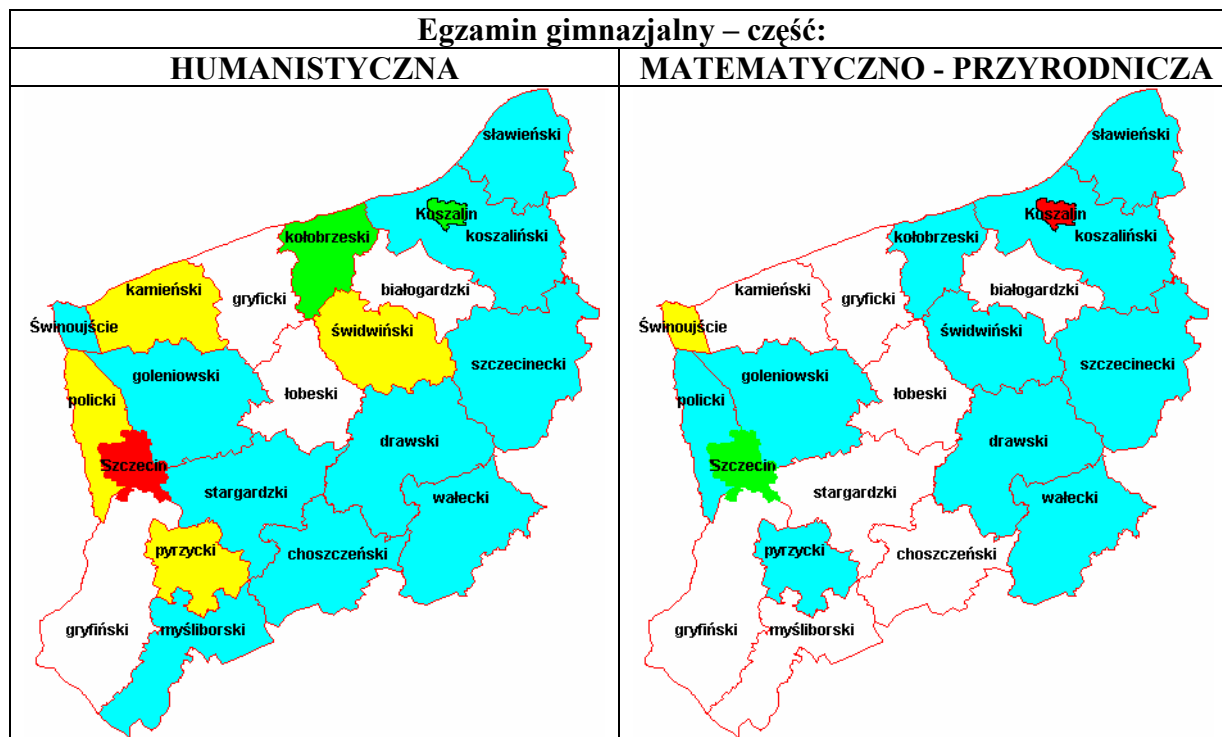 Egzamin gimnazjalny – część:
HUMANISTYCZNA
MATEMATYCZNO - PRZYRODNICZA
sławieński
Koszalin
koszaliński
kołobrzeski
białogardzki
gryficki
kamieński
Świnoujście
świdwiński
szczecinecki
goleniowski
policki
łobeski
drawski
Szczecin
stargardzki
wałecki
pyrzycki
choszczeński
gryfiński
myśliborski
sławieński
Koszalin
koszaliński
kołobrzeski
białogardzki
gryficki
kamieński
Świnoujście
świdwiński
szczecinecki
goleniowski
policki
łobeski
drawski
Szczecin
stargardzki
wałecki
pyrzycki
choszczeński
gryfiński
myśliborski